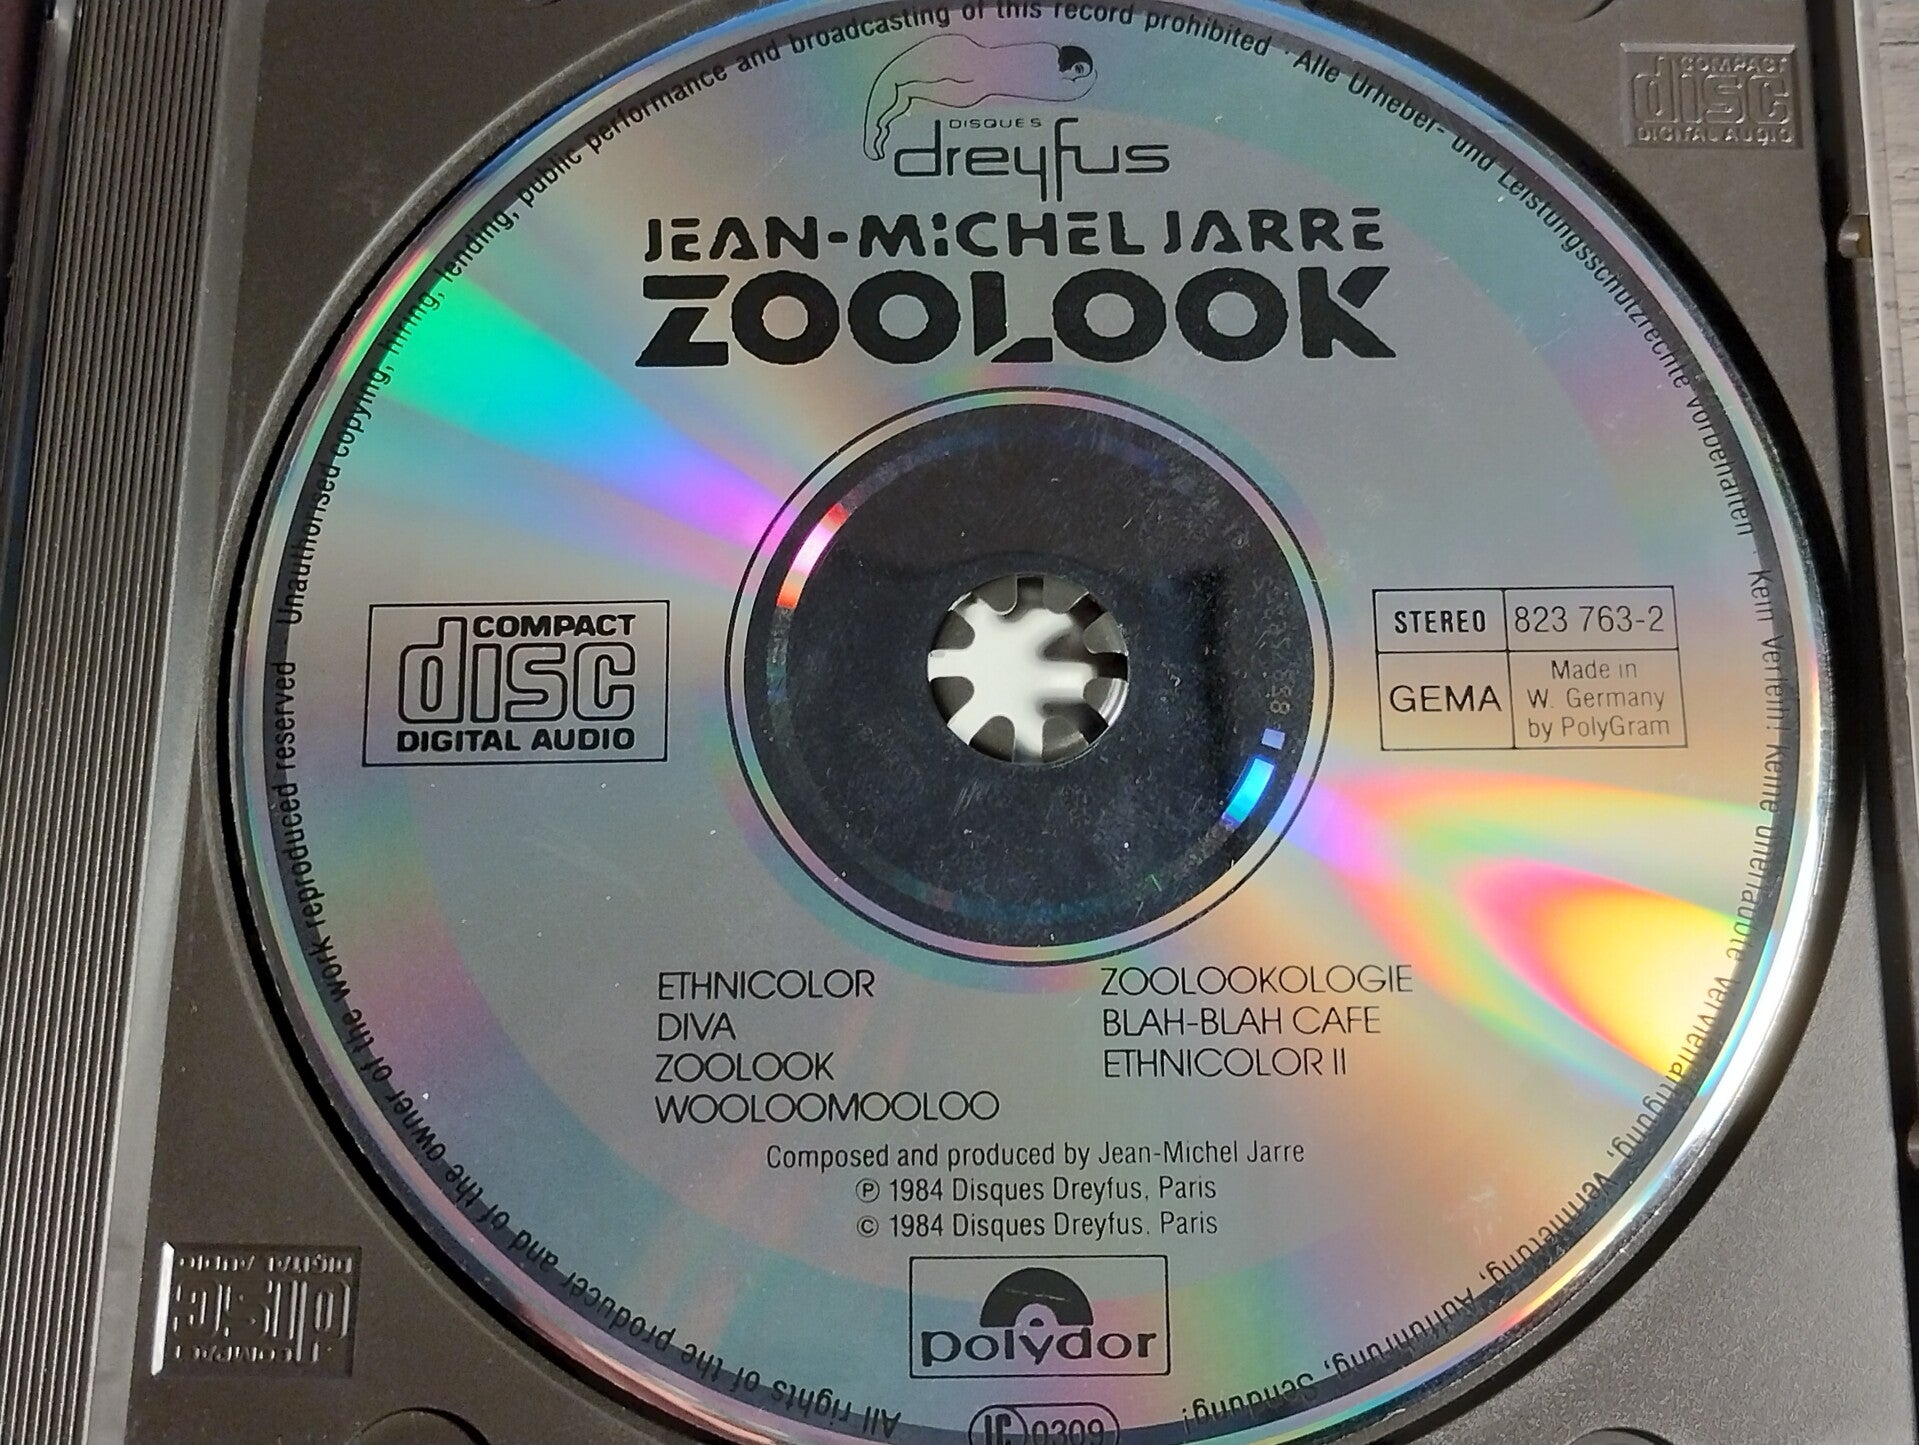 DISQUES
dreyfus
JEAN-MICHEL JARRE
ZOOLOOK
COMPACT
disc
DIGITAL AUDIO
STEREO
823 763-2
GEMA
Made in
W. Germany
by PolyGram
ETHNICOLOR
DIVA
ZOOLOOK
WOOLOOMOOLOO
ZOOLOOKOLOGIE
BLAH-BLAH CAFE
ETHNICOLOR II
Composed and produced by Jean-Michel Jarre
℗ 1984 Disques Dreyfus, Paris
© 1984 Disques Dreyfus, Paris
polydor
LC 0309
All rights of the producer and of the owner of the work reproduced reserved · Unauthorised copying, hiring, lending, public performance and broadcasting of this record prohibited · Alle Urheber- und Leistungsschutzrechte vorbehalten · Kein Verleih! Keine unerlaubte Vervielfältigung, Vermietung, Aufführung, Sendung!
COMPACT
disc
DIGITAL AUDIO
COMPACT
disc
DIGITAL AUDIO